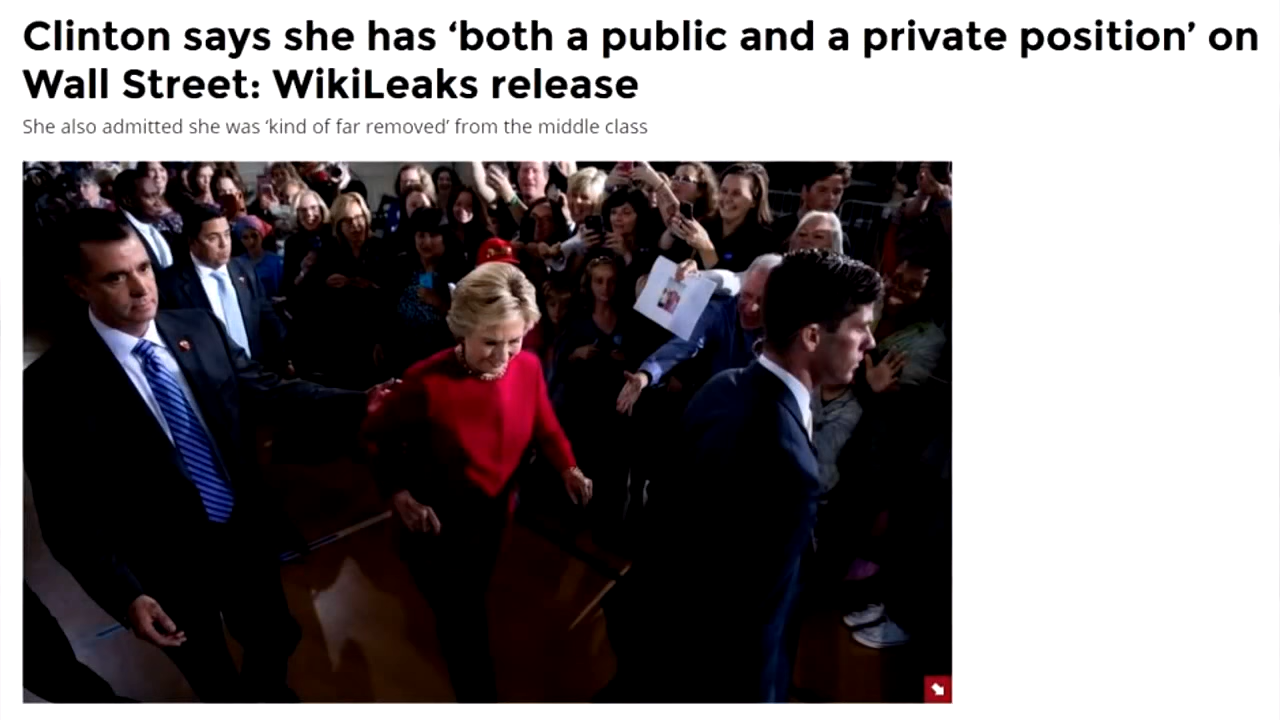 Clinton says she has ‘both a public and a private position’ on
Wall Street: WikiLeaks release
She also admitted she was ‘kind of far removed’ from the middle class